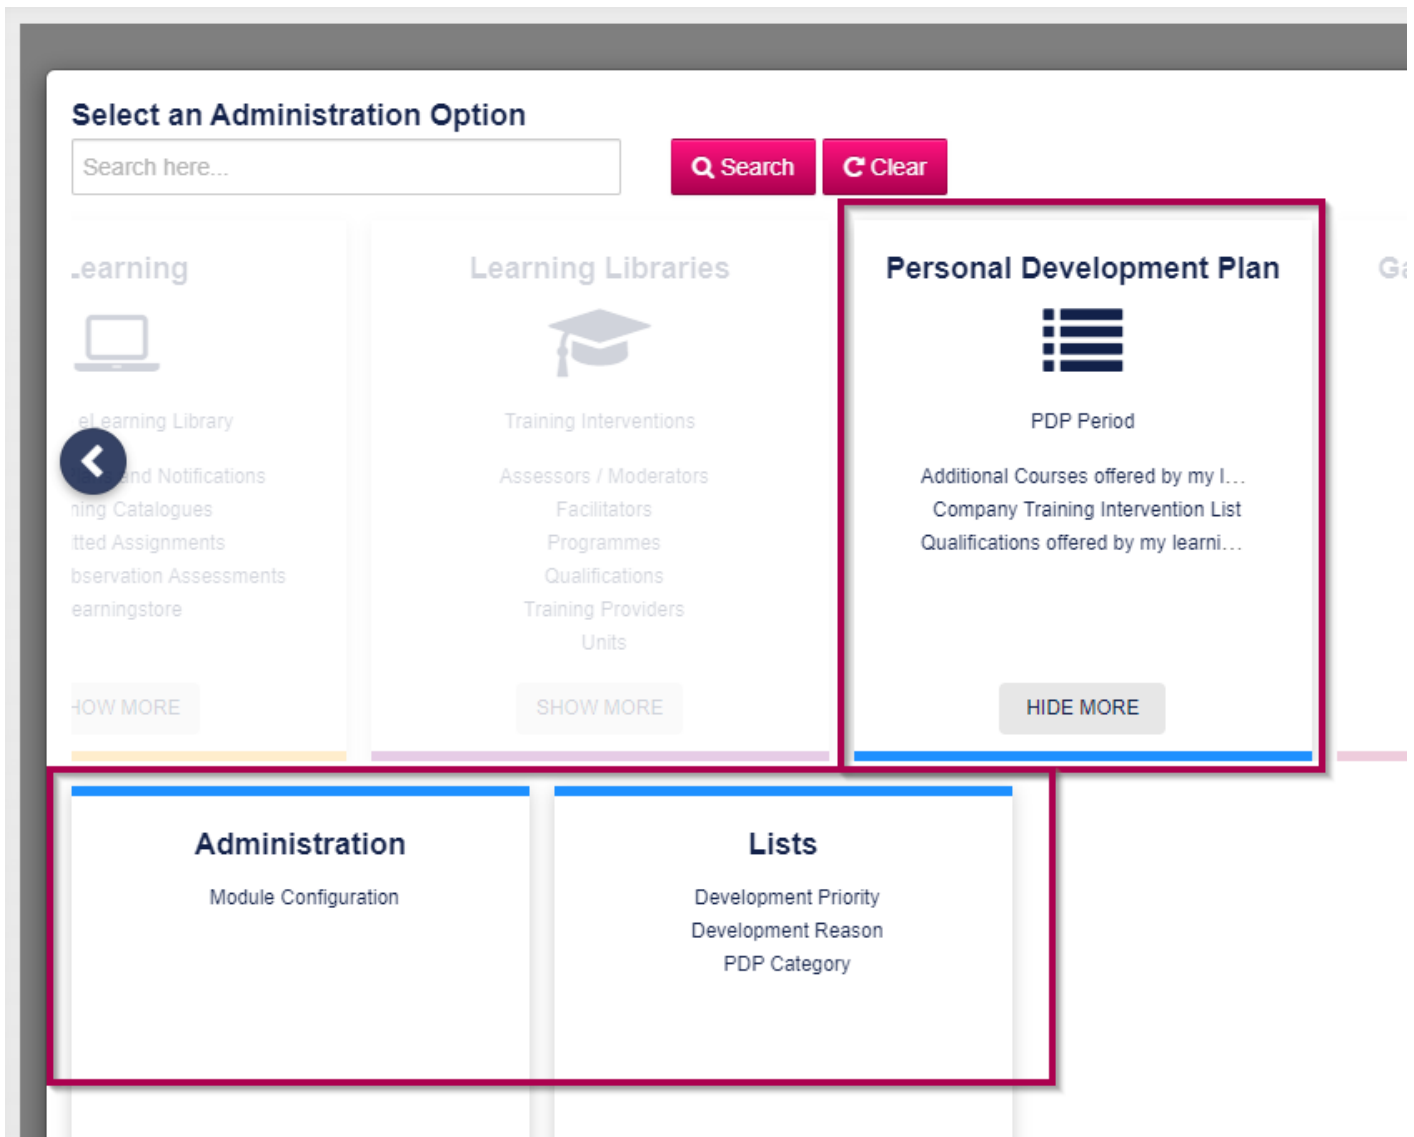 Select an Administration Option
Search here...
Search
Clear
earning
eLearning Library
and Notifications
ning Catalogues
tted Assignments
bservation Assessments
earningstore
HOW MORE
Learning Libraries
Training Interventions
Assessors / Moderators
Facilitators
Programmes
Qualifications
Training Providers
Units
SHOW MORE
Personal Development Plan
PDP Period
Additional Courses offered by my l...
Company Training Intervention List
Qualifications offered by my learni...
HIDE MORE
Ga
Administration
Module Configuration
Lists
Development Priority
Development Reason
PDP Category